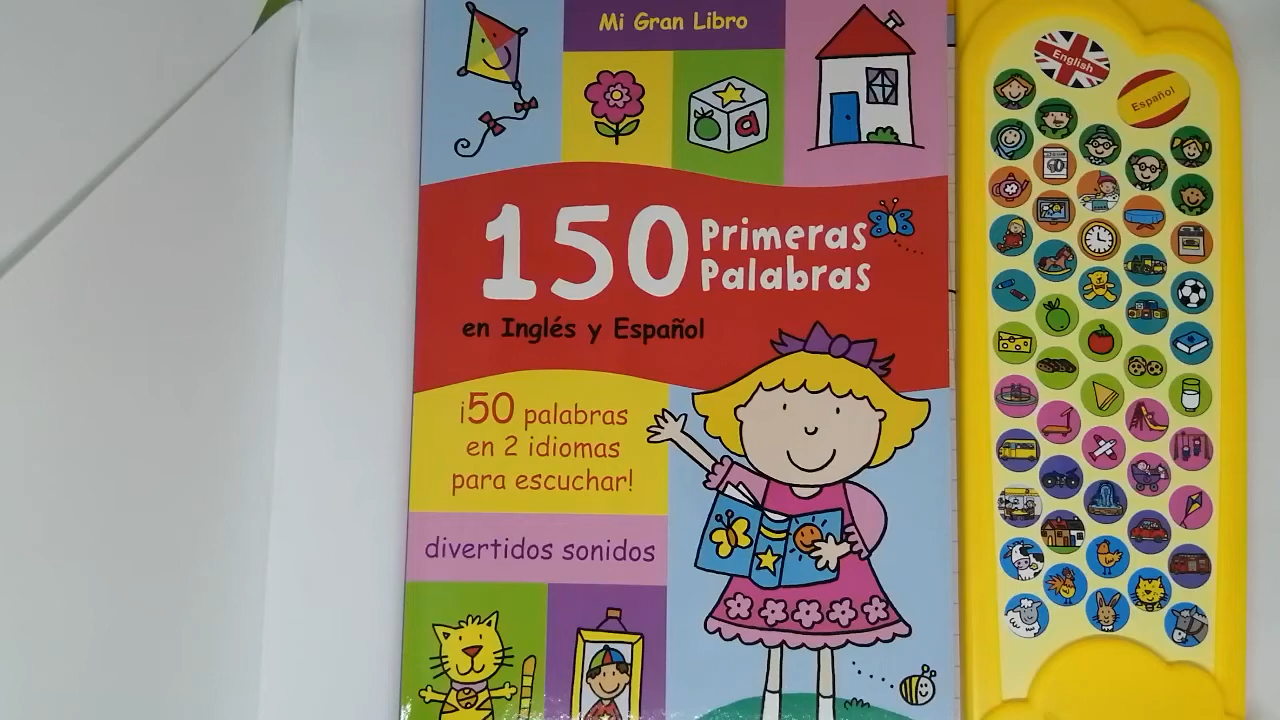 Mi Gran Libro
a
150 Primeras
Palabras
en Inglés y Español
¡50 palabras
en 2 idiomas
para escuchar!
divertidos sonidos
English
Español